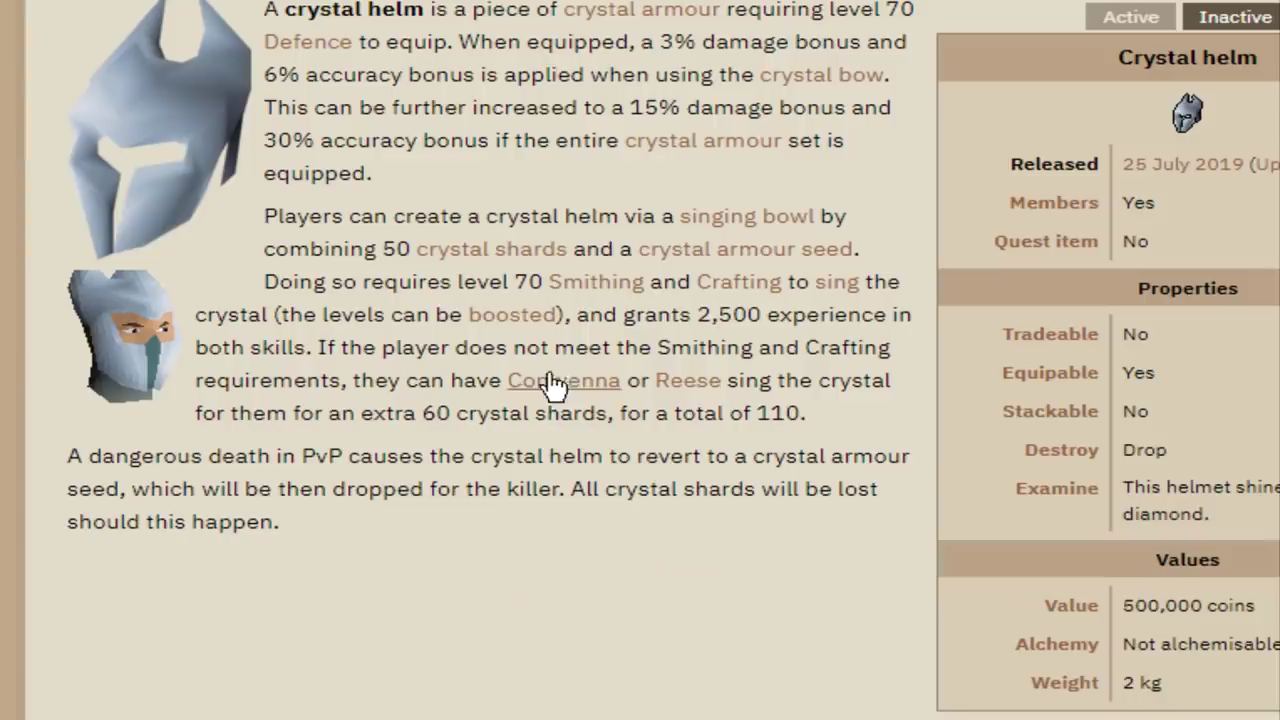 A crystal helm is a piece of crystal armour requiring level 70
Defence to equip. When equipped, a 3% damage bonus and
6% accuracy bonus is applied when using the crystal bow.
This can be further increased to a 15% damage bonus and
30% accuracy bonus if the entire crystal armour set is
equipped.
Players can create a crystal helm via a singing bowl by
combining 50 crystal shards and a crystal armour seed.
Doing so requires level 70 Smithing and Crafting to sing the
crystal (the levels can be boosted), and grants 2,500 experience in
both skills. If the player does not meet the Smithing and Crafting
requirements, they can have or Reese sing the crystal
for them for an extra 60 crystal shards, for a total of 110.
A dangerous death in PvP causes the crystal helm to revert to a crystal armour
seed, which will be then dropped for the killer. All crystal shards will be lost
should this happen.
Active Inactive
Crystal helm
Released 25 July 2019 (Up
Members Yes
Quest item No
Properties
Tradeable No
Equipable Yes
Stackable No
Destroy Drop
Examine This helmet shine
diamond.
Values
Value 500,000 coins
Alchemy Not alchemisable
Weight 2 kg